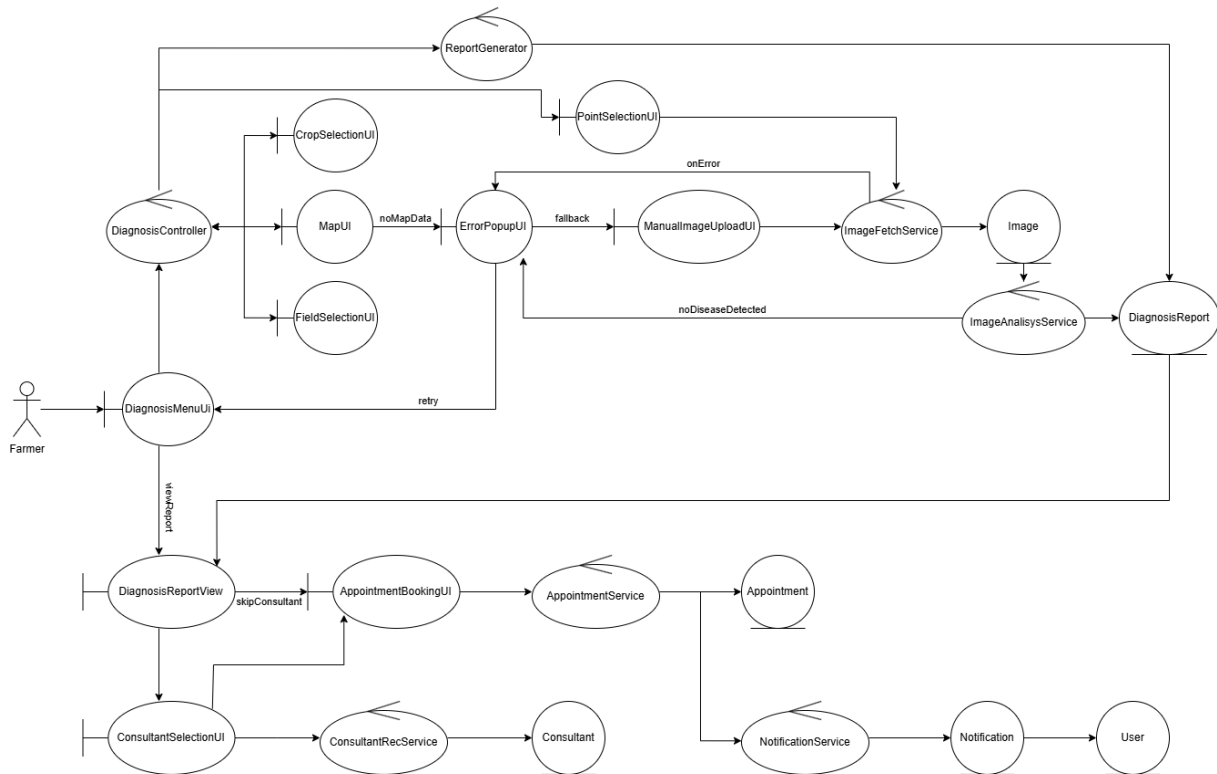 ReportGenerator
PointSelectionUI
CropSelectionUI
onError
DiagnosisController
MapUI
noMapData
ErrorPopupUI
fallback
ManualImageUploadUI
ImageFetchService
Image
FieldSelectionUI
noDiseaseDetected
ImageAnalisysService
DiagnosisReport
Farmer
DiagnosisMenuUi
retry
viewReport
DiagnosisReportView
skipConsultant
AppointmentBookingUI
AppointmentService
Appointment
ConsultantSelectionUI
ConsultantRecService
Consultant
NotificationService
Notification
User